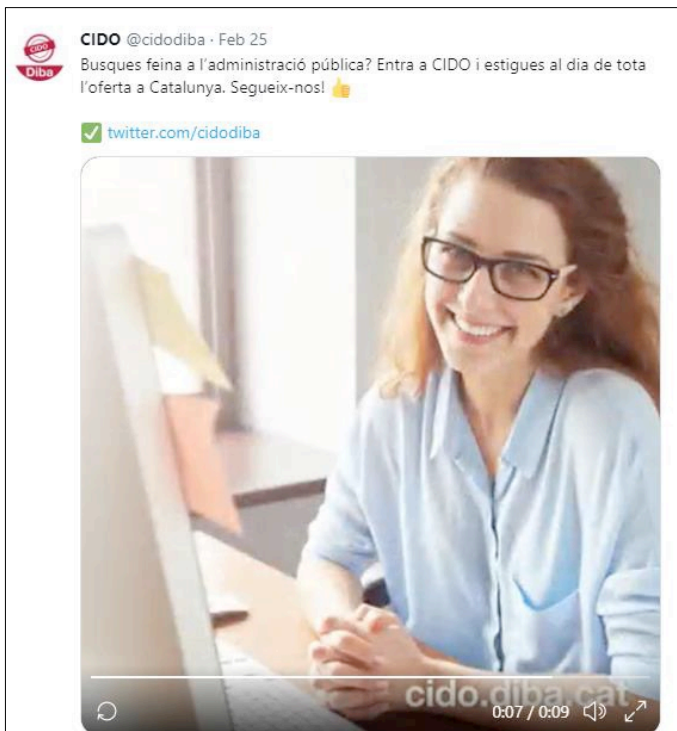 CIDO
Diba
CIDO @cidodiba · Feb 25
Busques feina a l'administració pública? Entra a CIDO i estigues al dia de tota
l'oferta a Catalunya. Segueix-nos! 👍
✅ twitter.com/cidodiba
cido.diba.cat
0:07 / 0:09